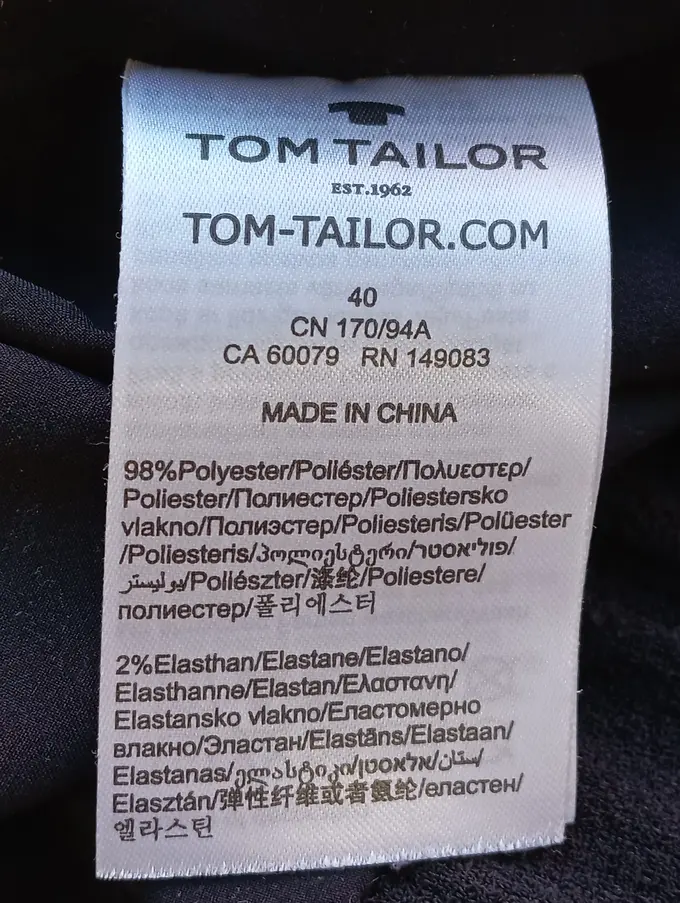 TOM TAILOR
EST.1962
TOM-TAILOR.COM
40
CN 170/94A
CA 60079 RN 149083
MADE IN CHINA
98%Polyester/Poliéster/Πολυεστερ/
Poliester/Полиестер/Poliestersko
vlakno/Полиэстер/Poliesteris/Polüester
/Poliesteris/პოლიესტერი/פוליאסטר/
پولیستر/Poliészter/涤纶/Poliestere/
полиестер/폴리에스터
2%Elasthan/Elastane/Elastano/
Elasthanne/Elastan/Ελαστανη/
Elastansko vlakno/Еластомерно
влакно/Эластан/Elastāns/Elastaan/
Elastanas/ელასტიკი/אלאסטן/
Elasztán/弹性纤维或者氨纶/еластен/
엘라스틴